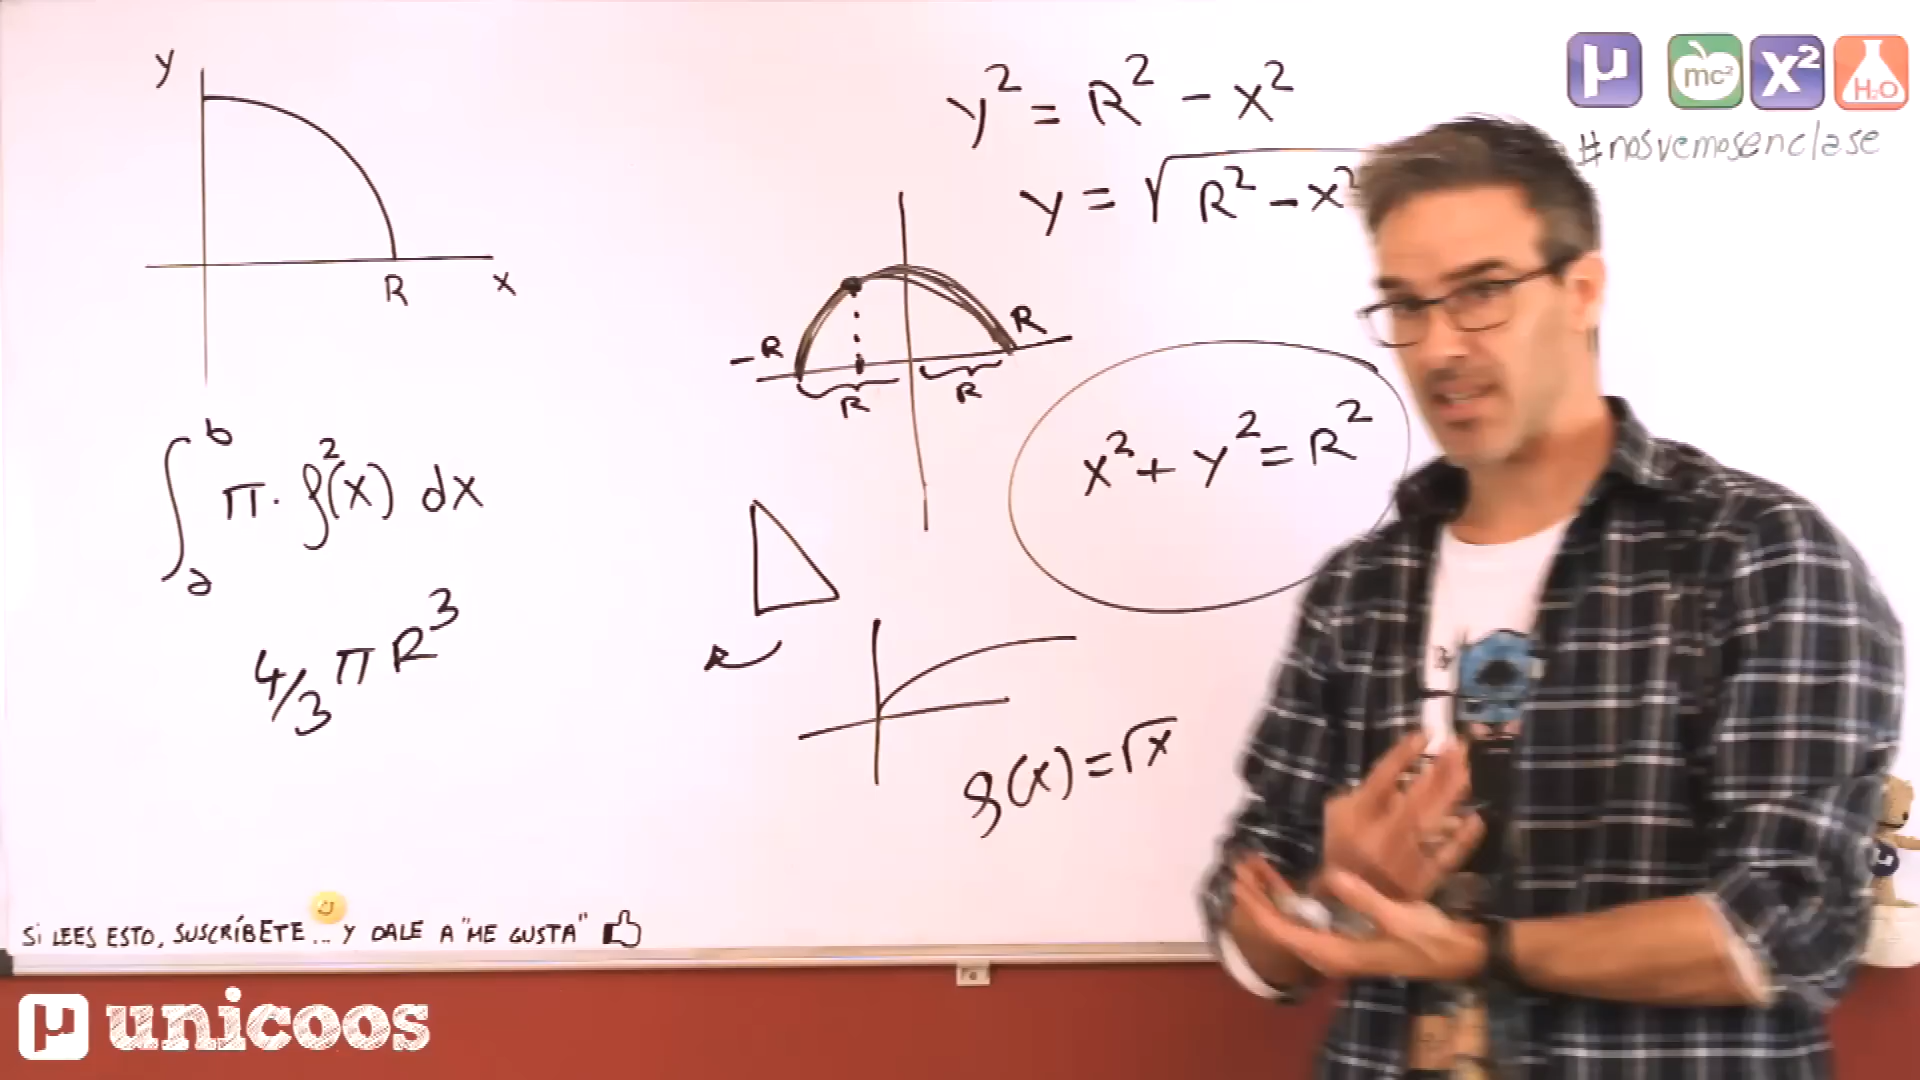 y
R
x
∫ₐᵇ π · f²(x) dx
4/3 π R³
y² = R² - x²
y = √R² - x²
-R
R
R
R
x² + y² = R²
R
g(x) = √x
μ
mc²
x²
H₂O
#nosvemosenclase
SI LEES ESTO, SUSCRÍBETE... Y DALE A "ME GUSTA"
μ unicoos